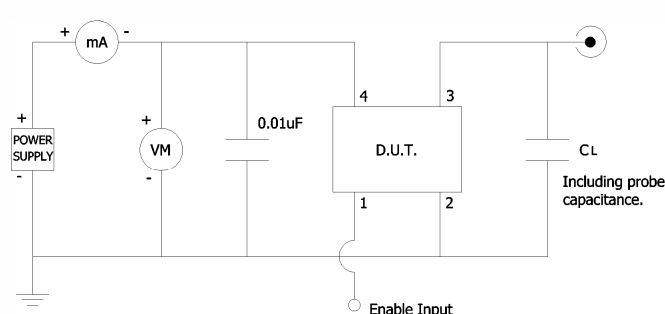 + mA -
4 3
0.01uF
+ +
POWER
SUPPLY
VM
D.U.T.
CL
- -
Including probe
capacitance.
1 2
Enable Input